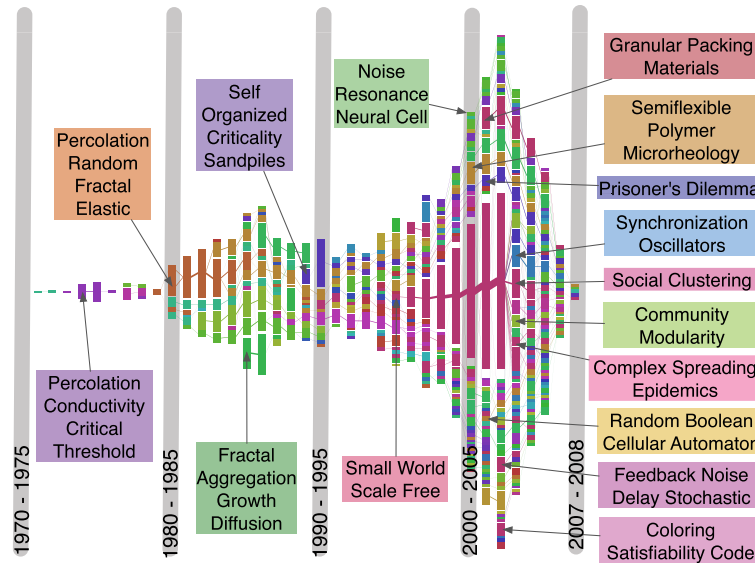 Percolation
Random
Fractal
Elastic
Self
Organized
Criticality
Sandpiles
Noise
Resonance
Neural Cell
Granular Packing
Materials
Semiflexible
Polymer
Microrheology
Prisoner's Dilemma
Synchronization
Oscillators
Social Clustering
Community
Modularity
Complex Spreading
Epidemics
Random Boolean
Cellular Automator
Feedback Noise
Delay Stochastic
Coloring
Satisfiability Code
Percolation
Conductivity
Critical
Threshold
Fractal
Aggregation
Growth
Diffusion
Small World
Scale Free
1970 - 1975
1980 - 1985
1990 - 1995
2000 - 2005
2007 - 2008